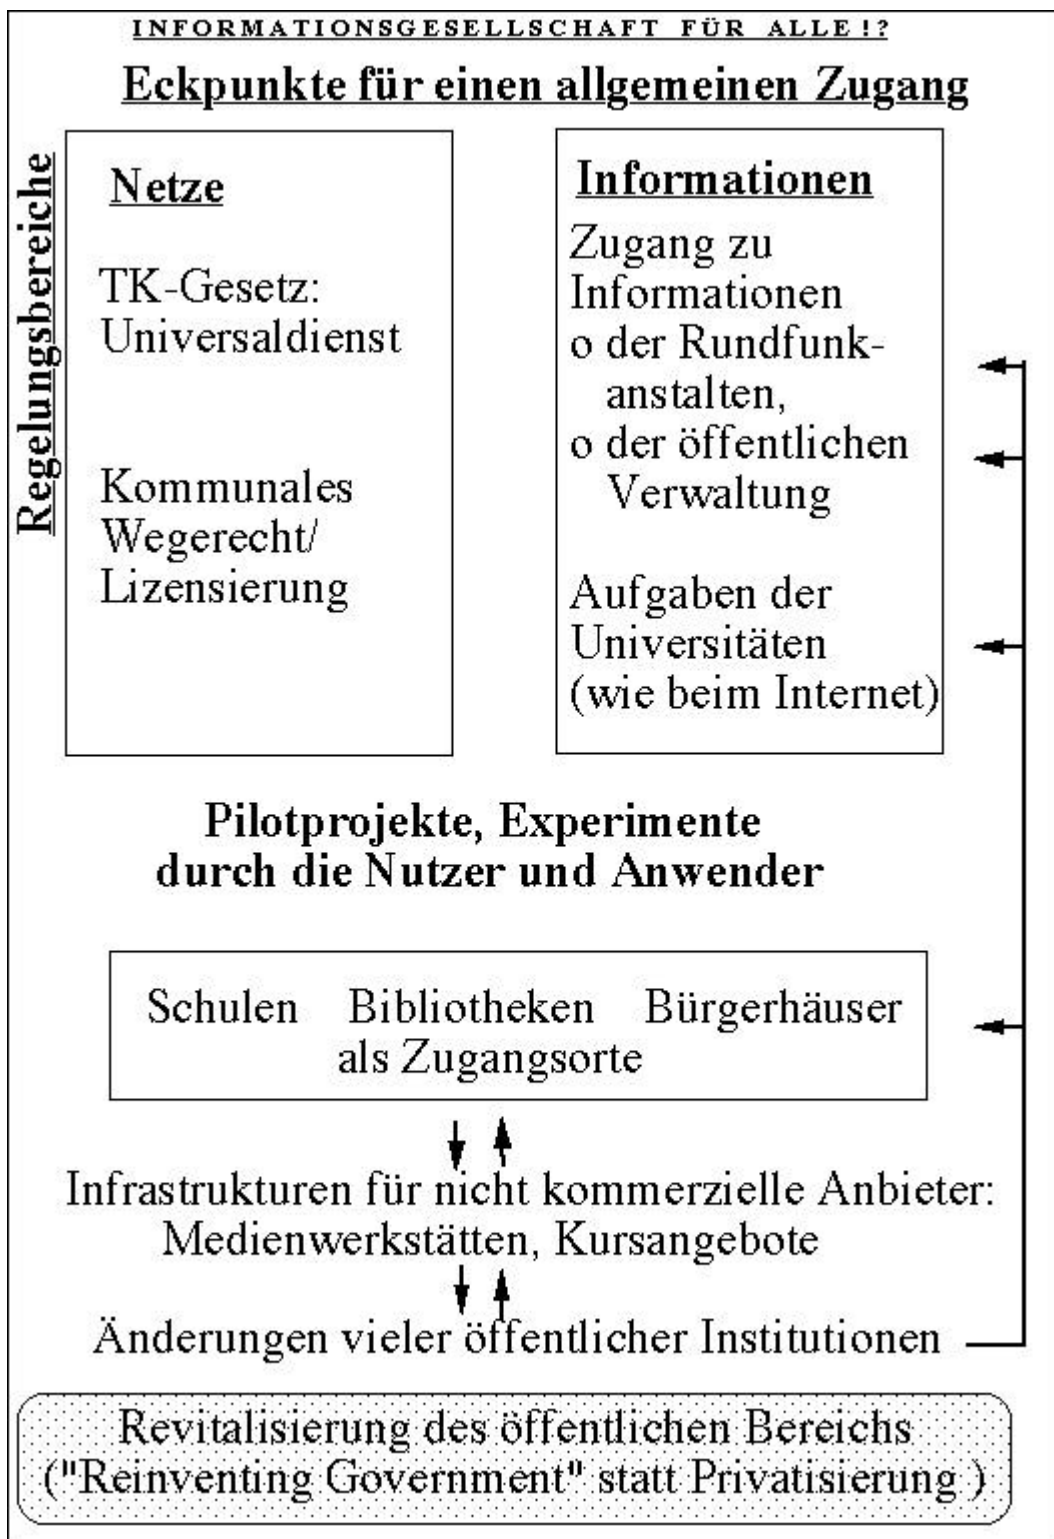 INFORMATIONSGESELLSCHAFT FÜR ALLE!?
Eckpunkte für einen allgemeinen Zugang
Regelungsbereiche
Netze
TK-Gesetz:
Universaldienst
Kommunales
Wegerecht/
Lizensierung
Informationen
Zugang zu
Informationen
o der Rundfunk-
anstalten,
o der öffentlichen
Verwaltung
Aufgaben der
Universitäten
(wie beim Internet)
Pilotprojekte, Experimente
durch die Nutzer und Anwender
Schulen Bibliotheken Bürgerhäuser
als Zugangsorte
Infrastrukturen für nicht kommerzielle Anbieter:
Medienwerkstätten, Kursangebote
Änderungen vieler öffentlicher Institutionen
Revitalisierung des öffentlichen Bereichs
("Reinventing Government" statt Privatisierung )